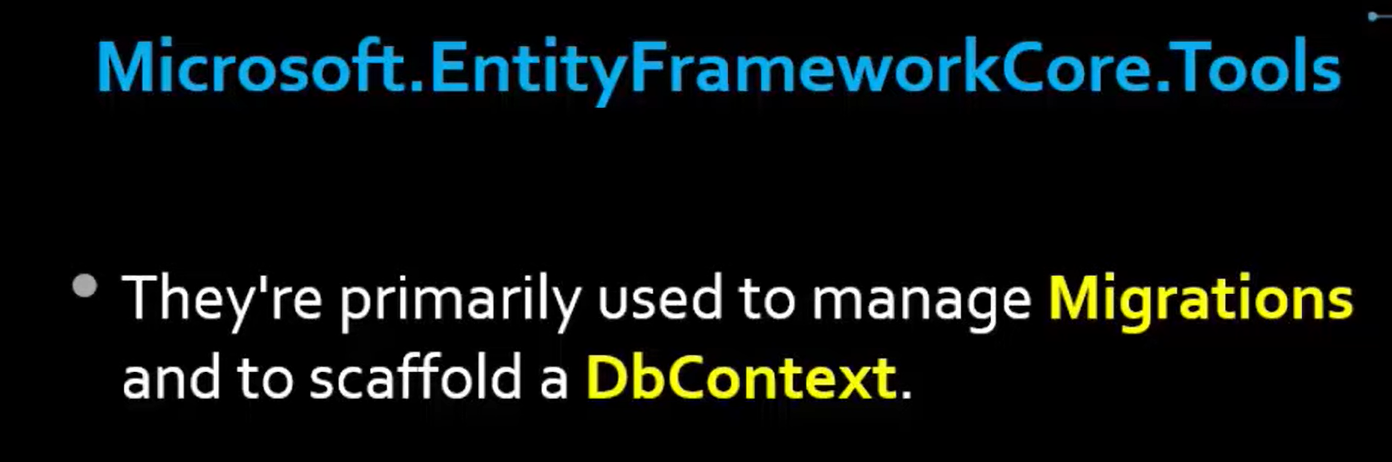 Microsoft.EntityFrameworkCore.Tools
They're primarily used to manage Migrations
and to scaffold a DbContext.